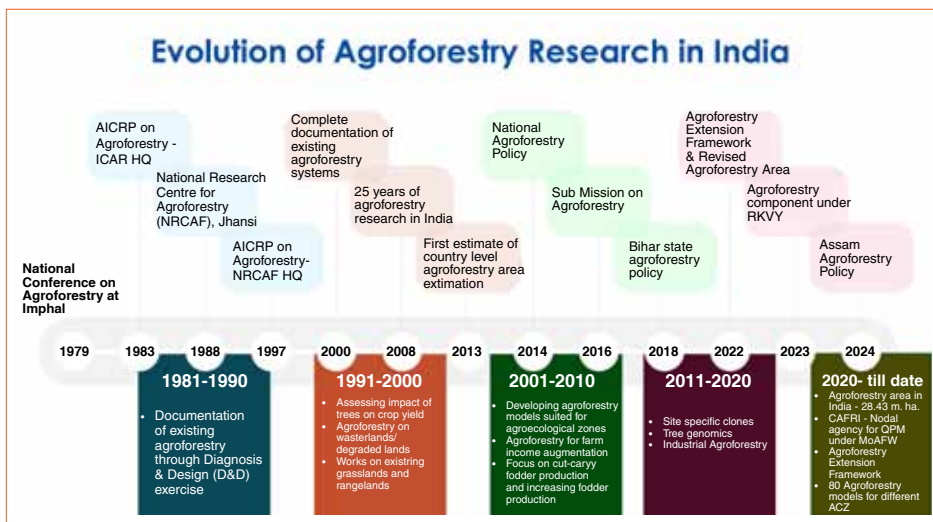 Evolution of Agroforestry Research in India
AICRP on
Agroforestry -
ICAR HQ
National Research
Centre for
Agroforestry
(NRCAF), Jhansi
AICRP on
Agroforestry-
NRCAF HQ
Complete
documentation of
existing
agroforestry
systems
25 years of
agroforestry
research in India
First estimate of
country level
agroforestry area
extimation
National
Agroforestry
Policy
Sub Mission on
Agroforestry
Bihar state
agroforestry
policy
Agroforestry
Extension
Framework
& Revised
Agroforestry Area
Agroforestry
component under
RKVY
Assam
Agroforestry
Policy
National
Conference on
Agroforestry at
Imphal
1979 1983 1988 1997 2000 2008 2013 2014 2016 2018 2022 2023 2024
1981-1990
• Documentation
of existing
agroforestry
through Diagnosis
& Design (D&D)
exercise
1991-2000
• Assessing impact of
trees on crop yield
• Agroforestry on
wasterlands/
degraded lands
• Works on existring
grasslands and
rangelands
2001-2010
• Developing agroforestry
models suited for
agroecological zones
• Agroforestry for farm
income augmentation
• Focus on cut-caryy
fodder production
and increasing fodder
production
2011-2020
• Site specific clones
• Tree genomics
• Industrial Agroforestry
2020- till date
• Agroforestry area in
India - 28.43 m. ha.
• CAFRI - Nodal
agency for QPM
under MoAFW
• Agroforestry
Extension
Framework
• 80 Agroforestry
models for different
ACZ